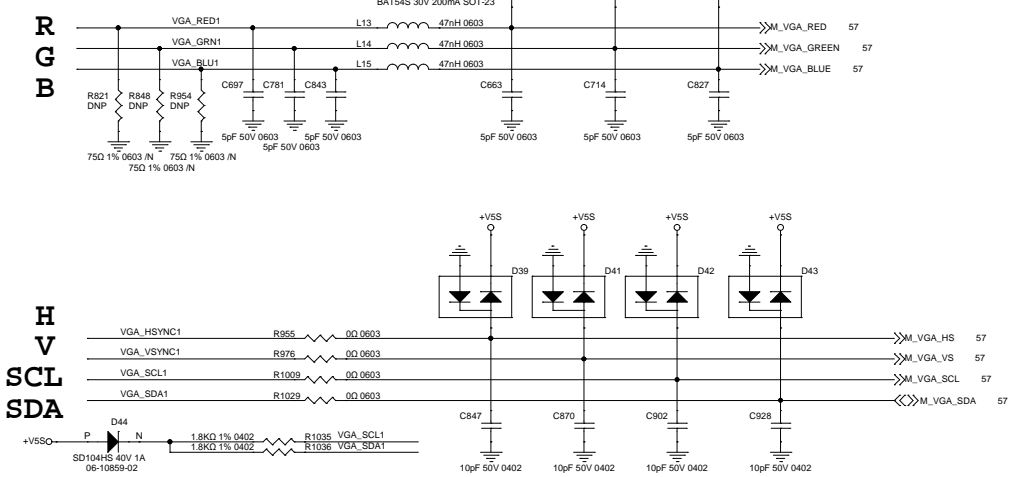 BAT54S 30V 200mA SOT-23
R VGA_RED1 L13 47nH 0603 M_VGA_RED 57
G VGA_GRN1 L14 47nH 0603 M_VGA_GREEN 57
B VGA_BLU1 L15 47nH 0603 M_VGA_BLUE 57
R821 R848 R954 C697 C781 C843 C663 C714 C827
DNP DNP DNP
5pF 50V 0603 5pF 50V 0603 5pF 50V 0603 5pF 50V 0603 5pF 50V 0603
5pF 50V 0603
75Ω 1% 0603 /N 75Ω 1% 0603 /N
75Ω 1% 0603 /N
+V5S +V5S +V5S +V5S
D39 D41 D42 D43
H VGA_HSYNC1 R955 0Ω 0603 M_VGA_HS 57
V VGA_VSYNC1 R976 0Ω 0603 M_VGA_VS 57
SCL VGA_SCL1 R1009 0Ω 0603 M_VGA_SCL 57
SDA VGA_SDA1 R1029 0Ω 0603 M_VGA_SDA 57
D44 C847 C870 C902 C928
+V5S P N 1.8KΩ 1% 0402 R1035 VGA_SCL1
1.8KΩ 1% 0402 R1036 VGA_SDA1
SD104HS 40V 1A
06-10859-02
10pF 50V 0402 10pF 50V 0402 10pF 50V 0402 10pF 50V 0402